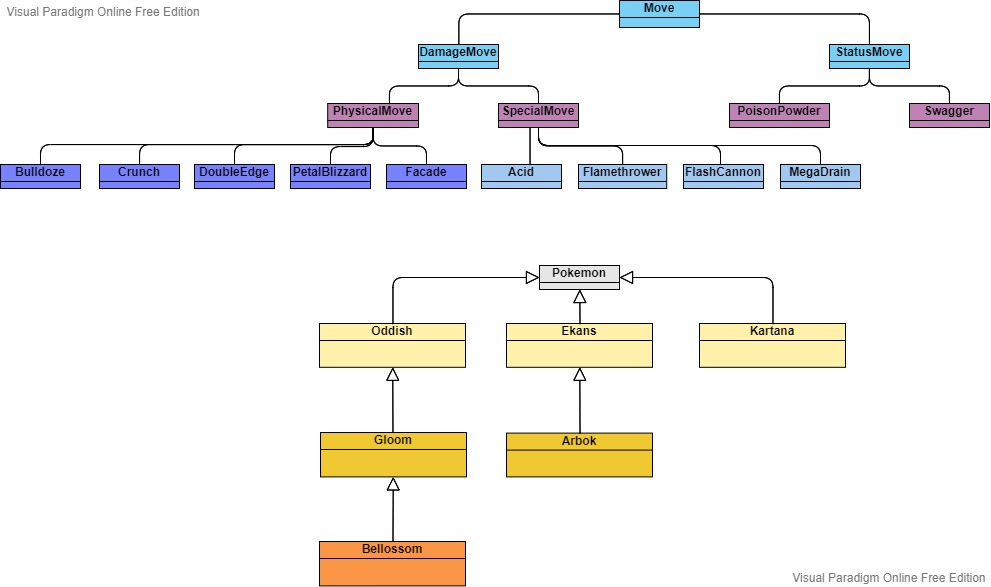 Visual Paradigm Online Free Edition
Move
DamageMove
StatusMove
PhysicalMove
SpecialMove
PoisonPowder
Swagger
Bulldoze
Crunch
DoubleEdge
PetalBlizzard
Facade
Acid
Flamethrower
FlashCannon
MegaDrain
Pokemon
Oddish
Ekans
Kartana
Gloom
Arbok
Bellossom
Visual Paradigm Online Free Edition